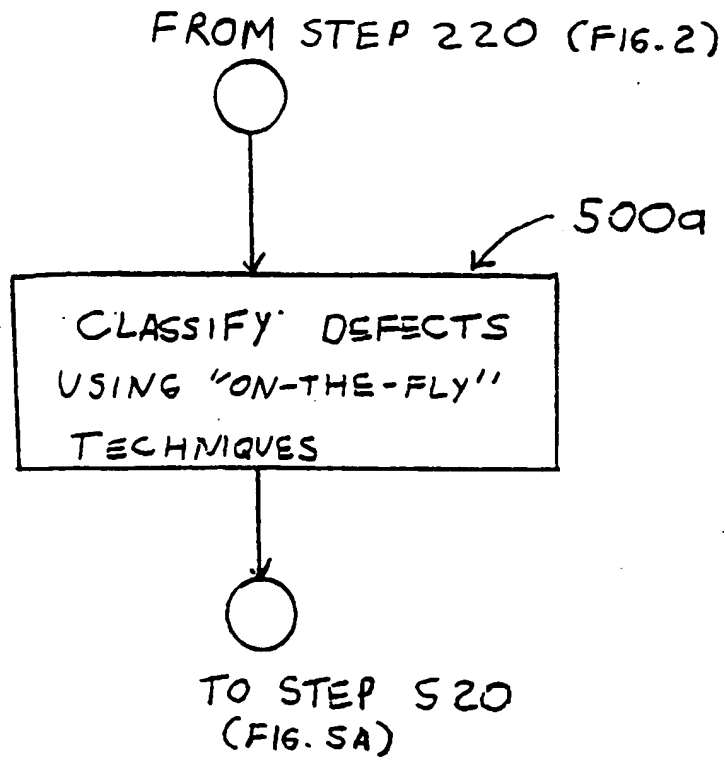 FROM STEP 220 (FIG. 2)
500a
CLASSIFY DEFECTS
USING "ON-THE-FLY"
TECHNIQUES
TO STEP 520
(FIG. 5A)